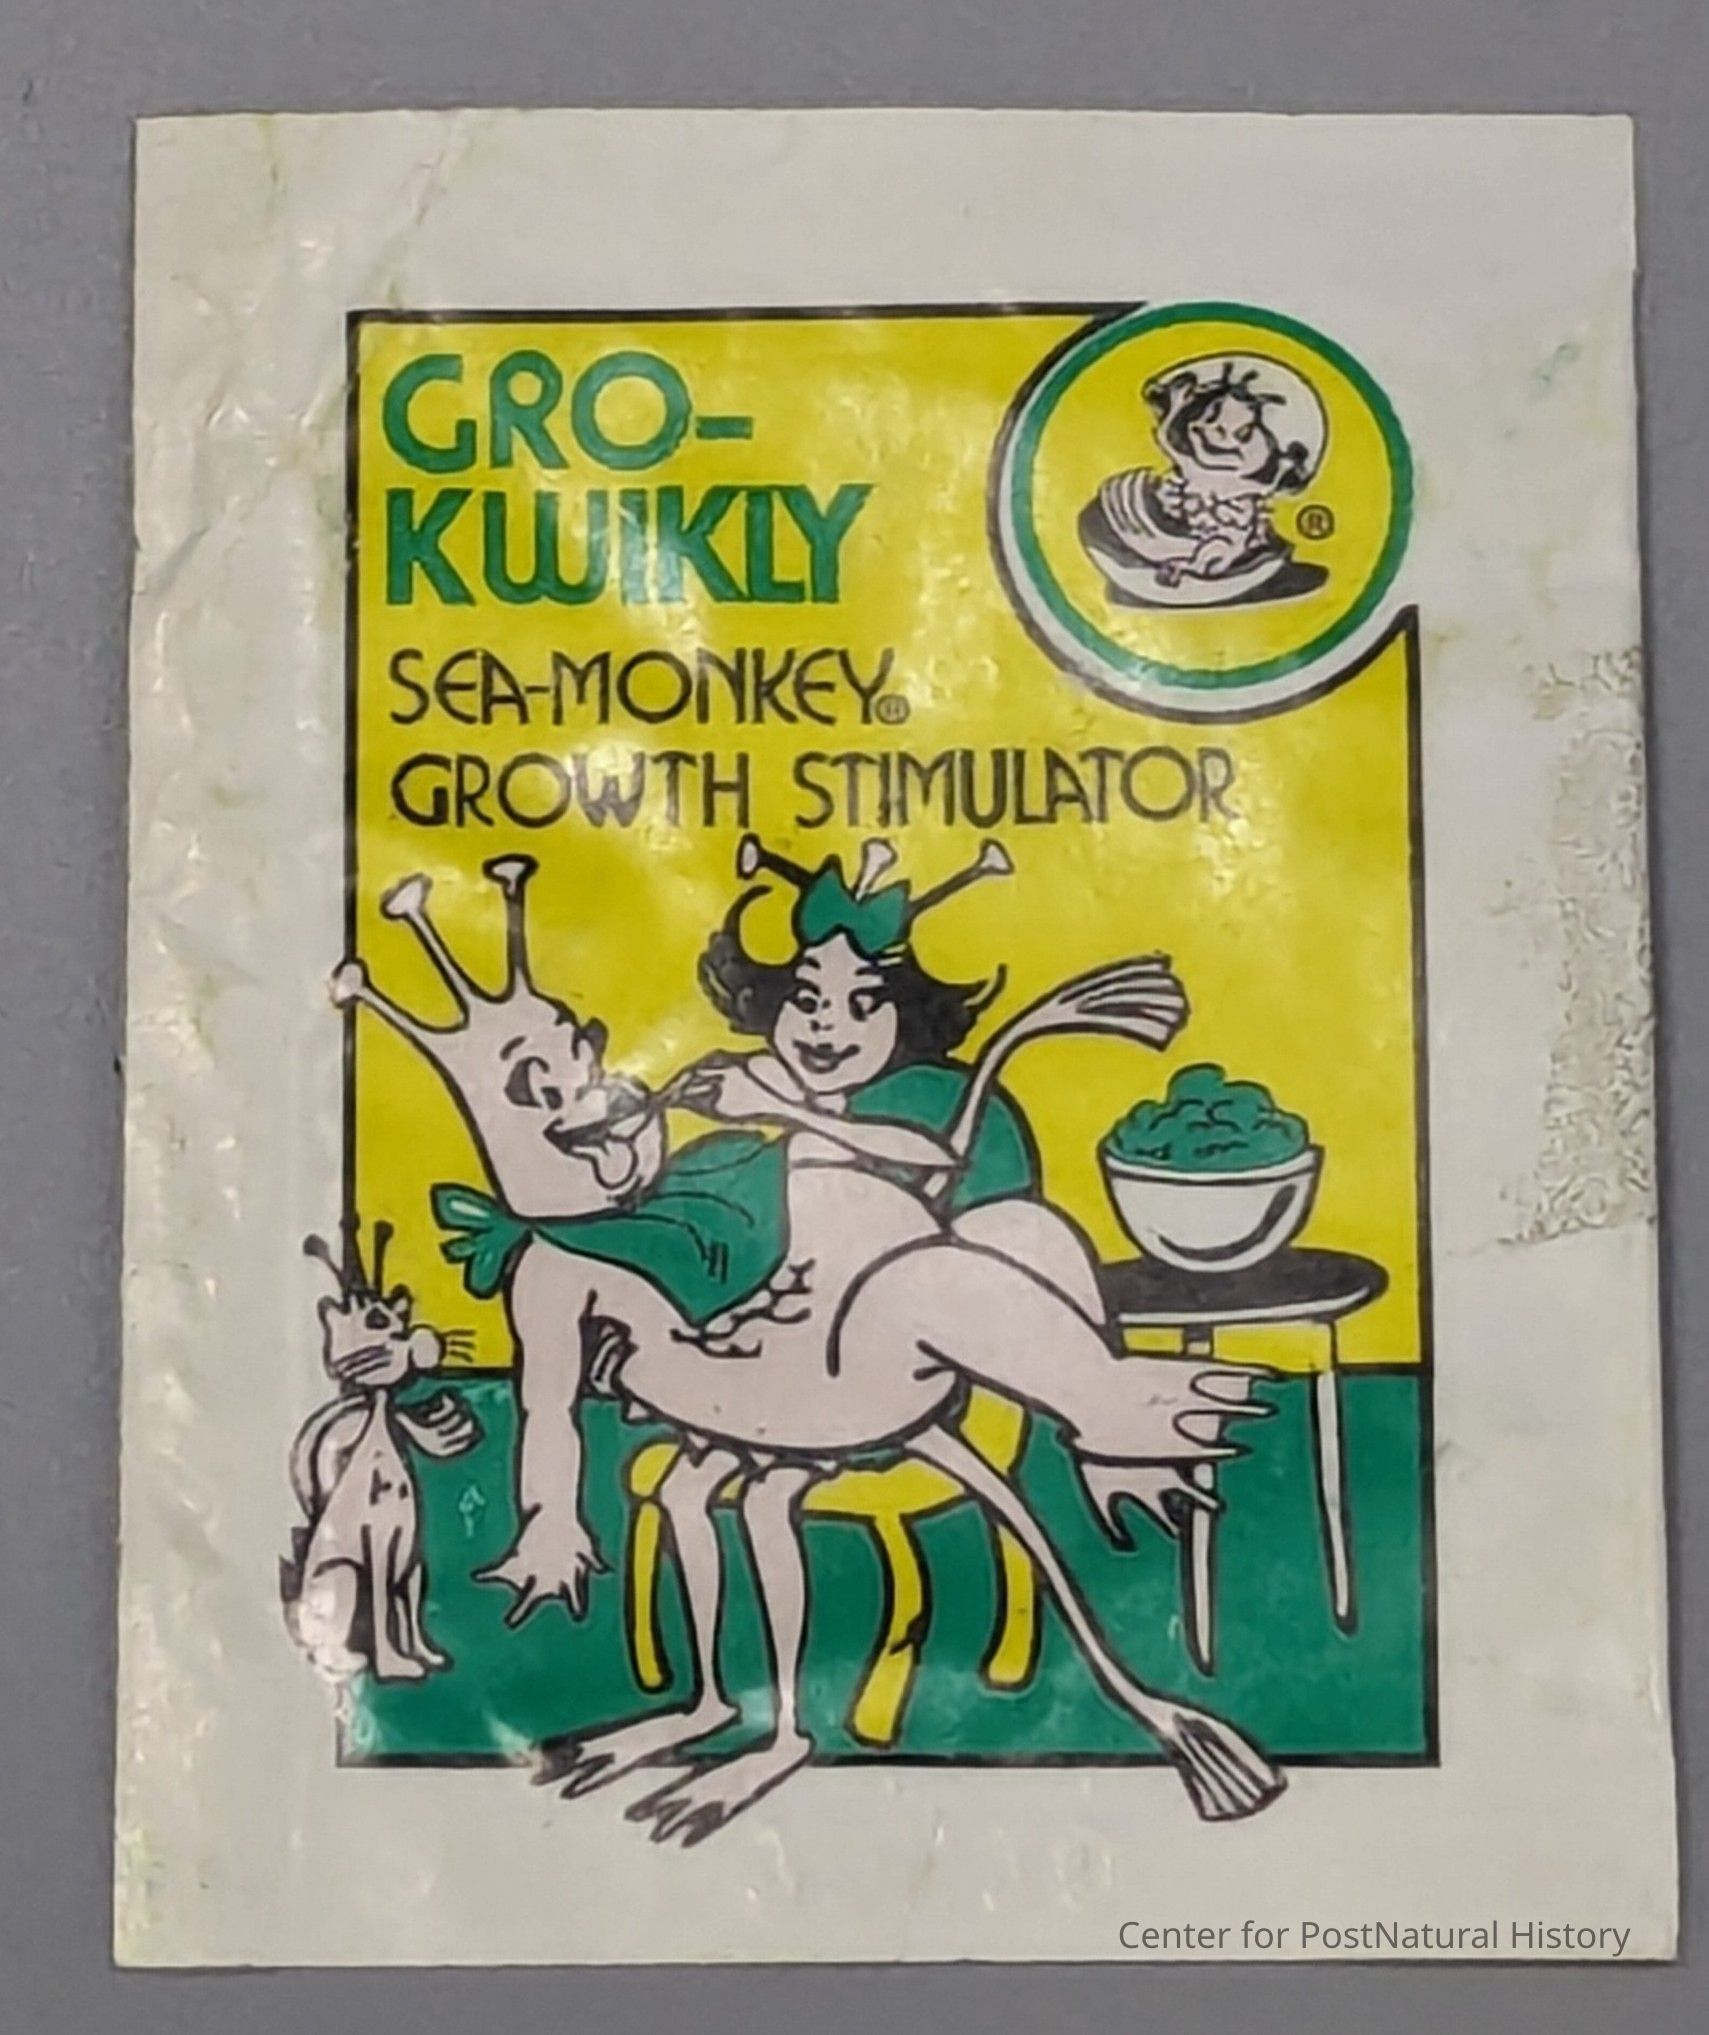 GRO-
KWIKLY
®
SEA-MONKEY®
GROWTH STIMULATOR
Center for PostNatural History